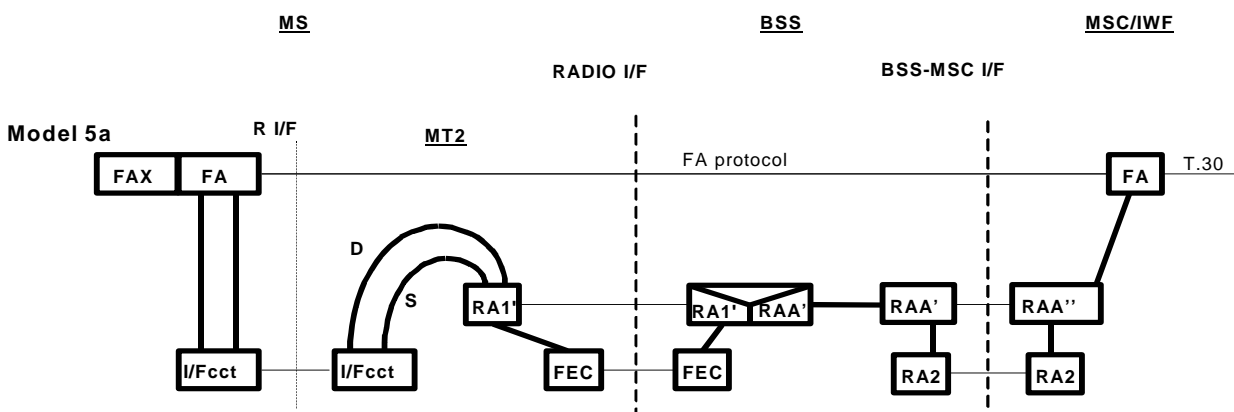 MS
BSS
MSC/IWF
RADIO I/F
BSS-MSC I/F
Model 5a
R I/F
MT2
FA protocol
FAX
FA
FA
T.30
D
S
RA1'
RA1'
RAA'
RAA'
RAA''
I/Fcct
I/Fcct
FEC
FEC
RA2
RA2